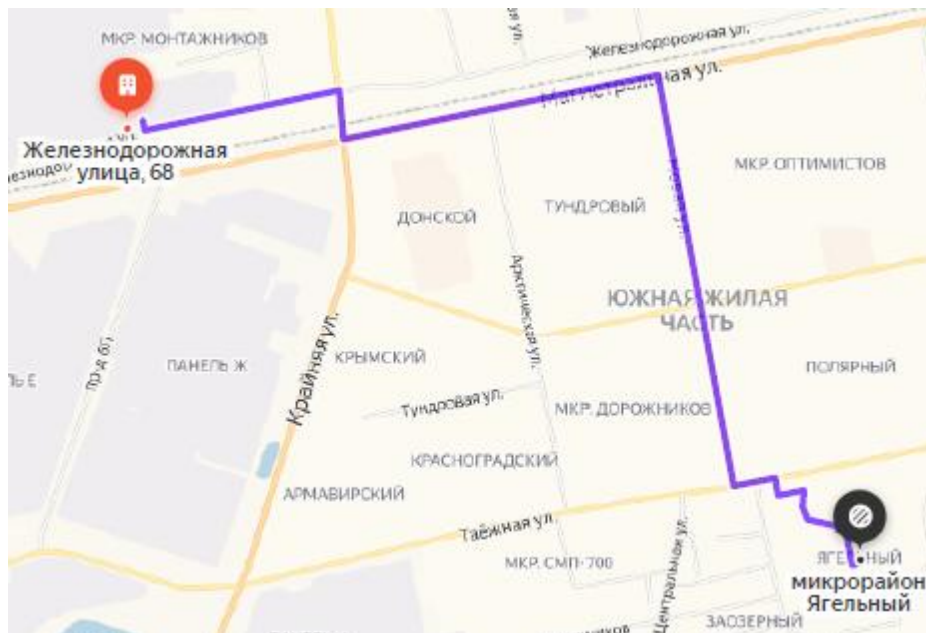 МКР. МОНТАЖНИКОВ
Железнодорожная ул.
Магистральная ул.
Железнодорожная
улица, 68
МКР. ОПТИМИСТОВ
ДОНСКОЙ
ТУНДРОВЫЙ
Арктическая ул.
ЮЖНАЯ ЖИЛАЯ
ЧАСТЬ
Крайняя ул.
КРЫМСКИЙ
ПАНЕЛЬ Ж
ПОЛЯРНЫЙ
Тундровая ул.
МКР. ДОРОЖНИКОВ
КРАСНОГРАДСКИЙ
АРМАВИРСКИЙ
Таёжная ул.
МКР. СМП-700
Центральная ул.
ЯГЕЛЬНЫЙ
микрорайон
Ягельный
ЗАОЗЕРНЫЙ